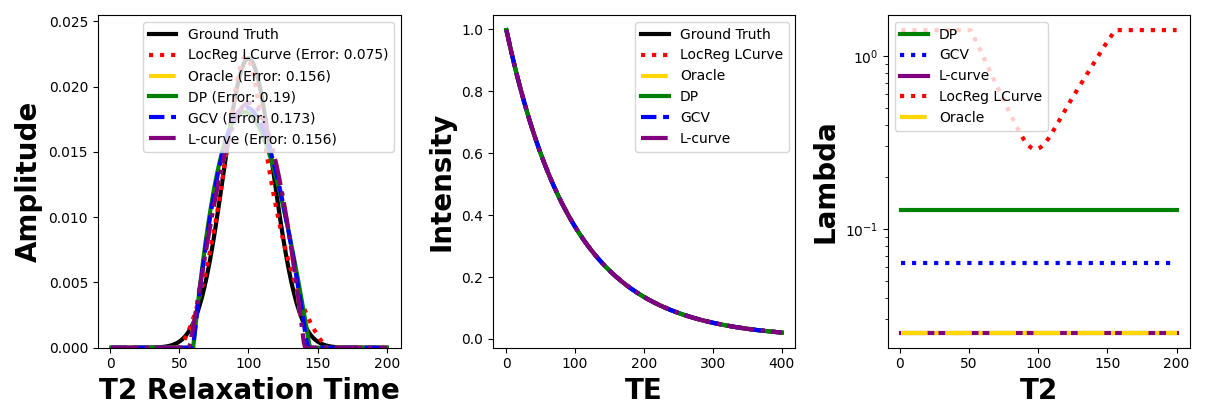 Amplitude
0.025
0.020
0.015
0.010
0.005
0.000
Ground Truth
LocReg LCurve (Error: 0.075)
Oracle (Error: 0.156)
DP (Error: 0.19)
GCV (Error: 0.173)
L-curve (Error: 0.156)
0 50 100 150 200
T2 Relaxation Time
Intensity
1.0
0.8
0.6
0.4
0.2
0.0
Ground Truth
LocReg LCurve
Oracle
DP
GCV
L-curve
0 100 200 300 400
TE
Lambda
10⁰
10⁻¹
DP
GCV
L-curve
LocReg LCurve
Oracle
0 50 100 150 200
T2